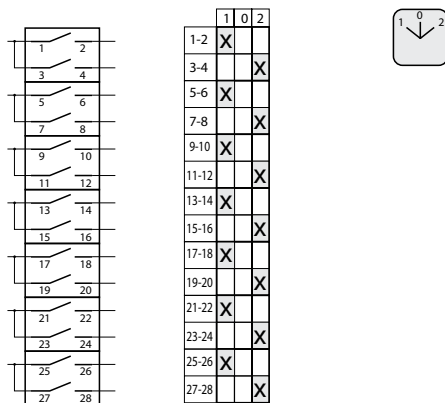 1 2
3 4
5 6
7 8
9 10
11 12
13 14
15 16
17 18
19 20
21 22
23 24
25 26
27 28
1 0 2
1-2 X
3-4 X
5-6 X
7-8 X
9-10 X
11-12 X
13-14 X
15-16 X
17-18 X
19-20 X
21-22 X
23-24 X
25-26 X
27-28 X
1 0 2